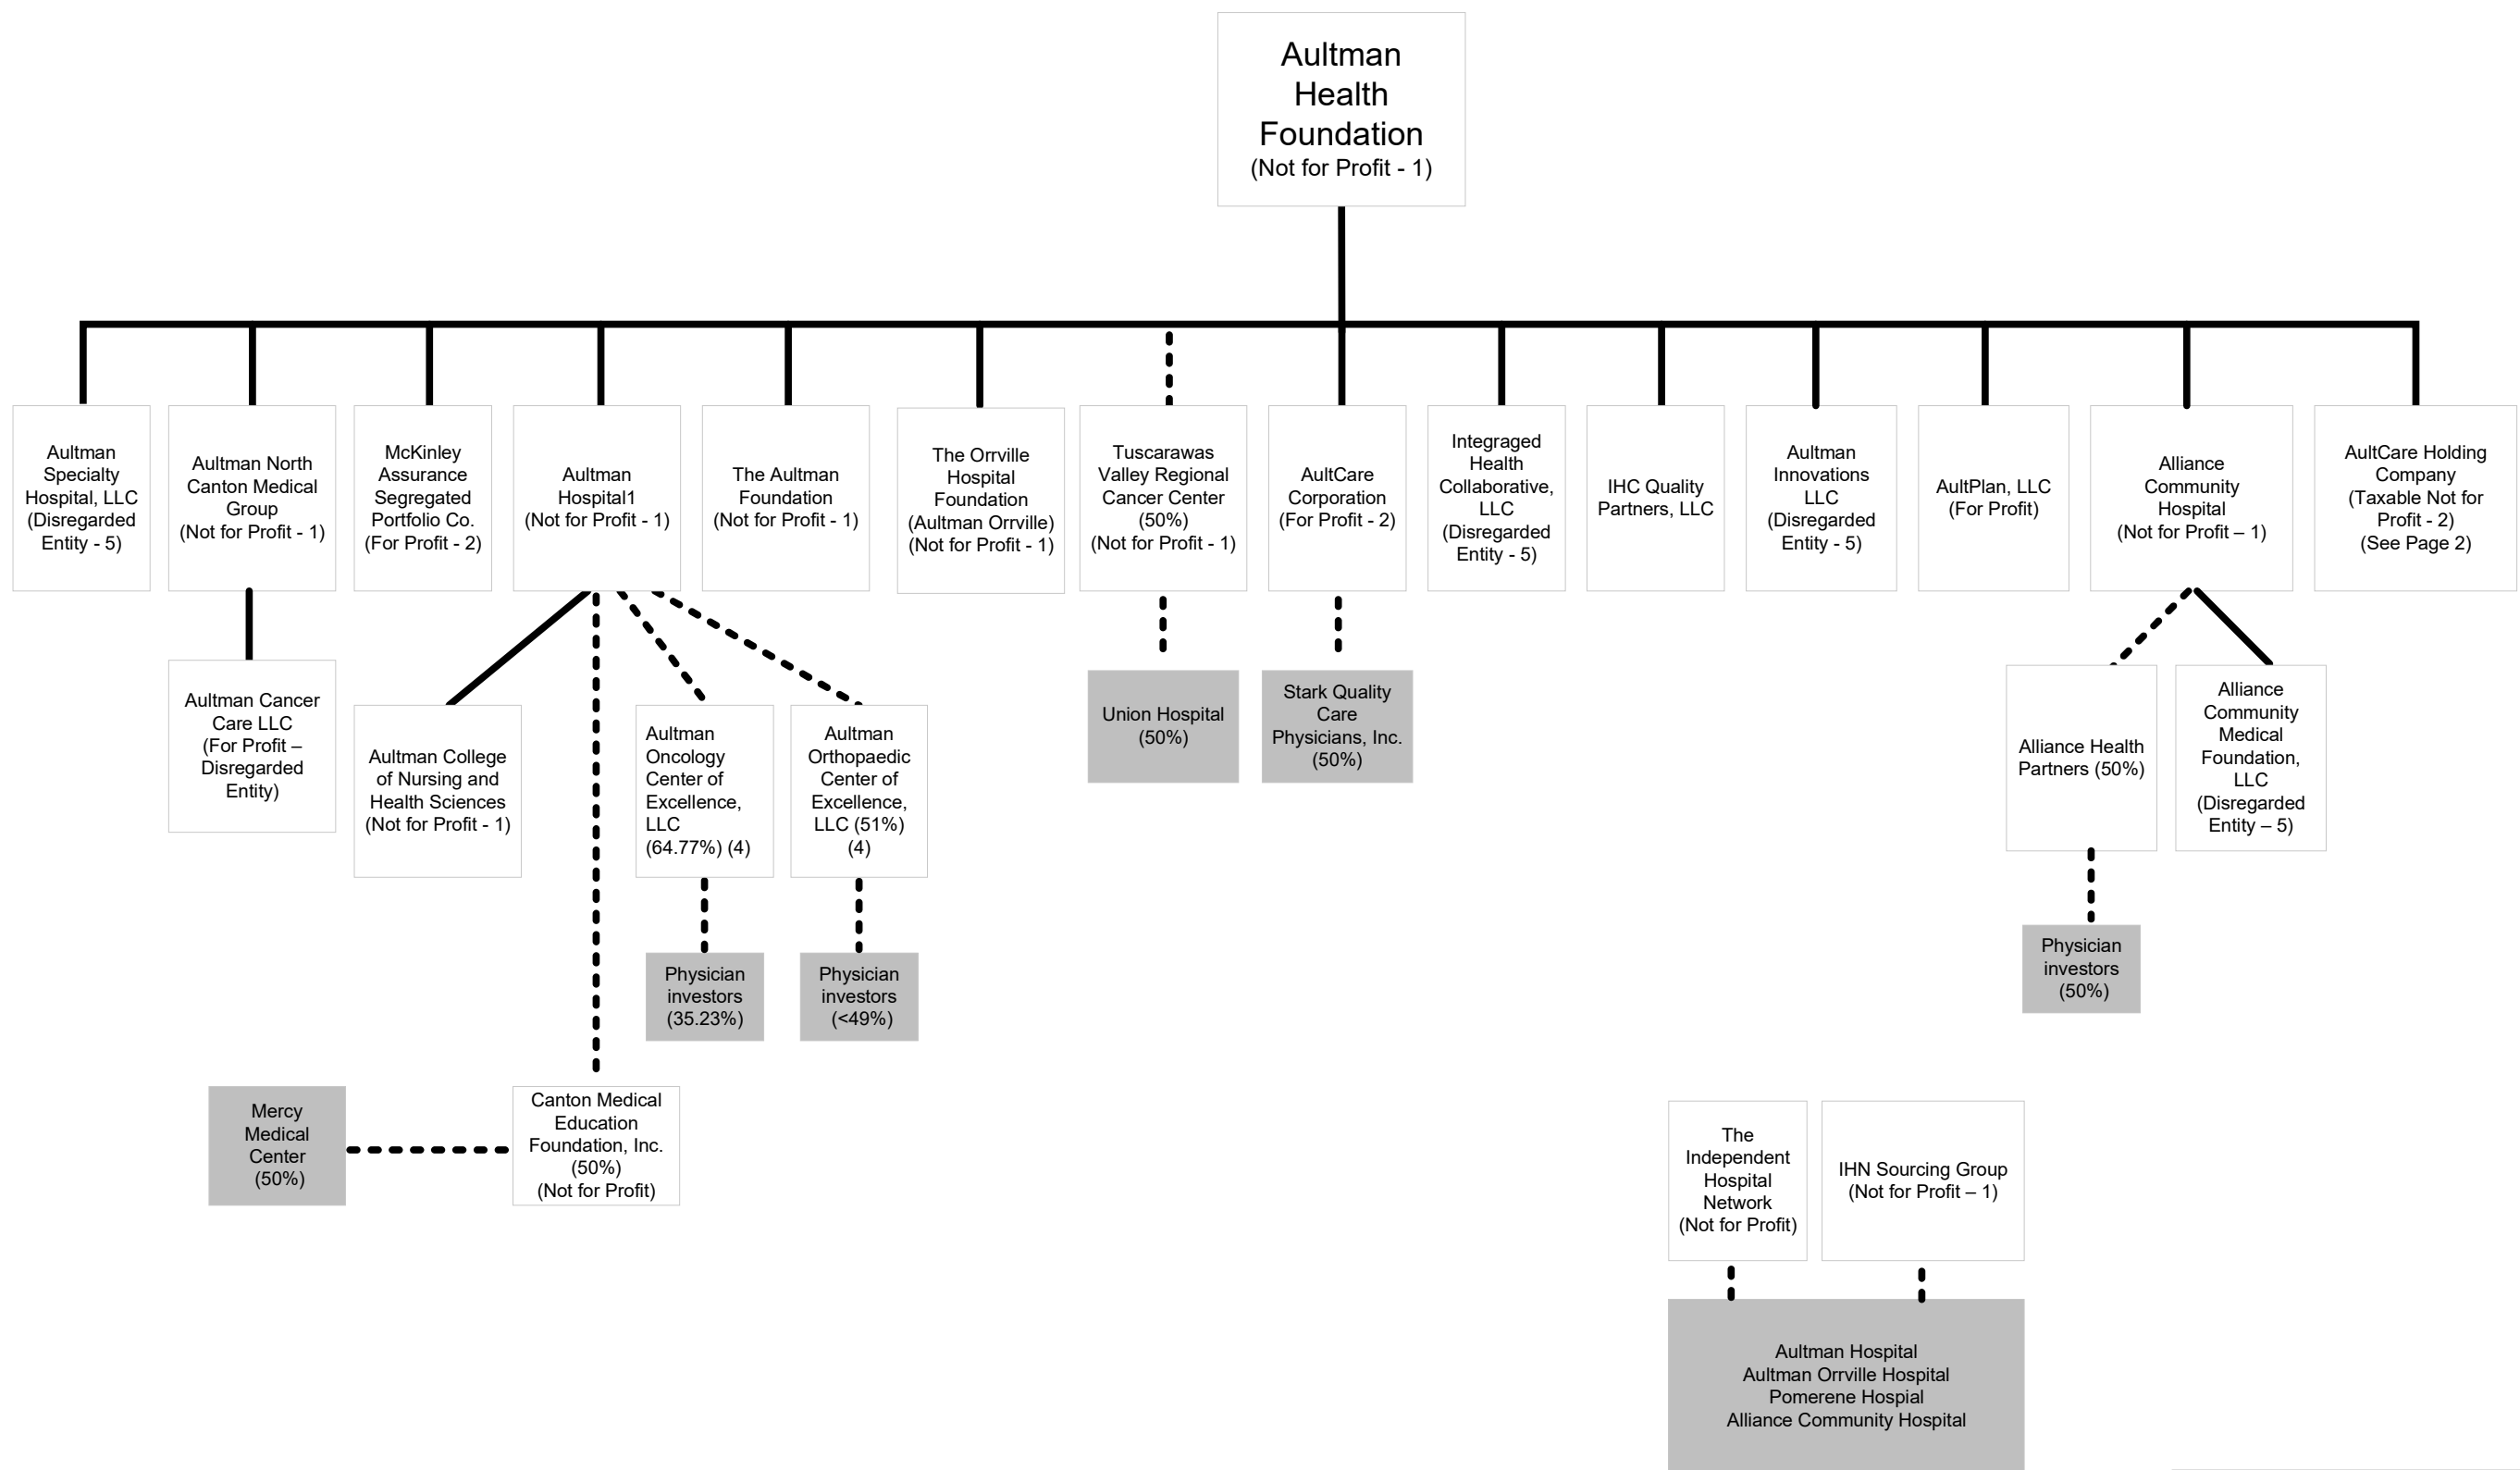 Aultman
Health
Foundation
(Not for Profit - 1)
Aultman
Specialty
Hospital, LLC
(Disregarded
Entity - 5)
Aultman North
Canton Medical
Group
(Not for Profit - 1)
McKinley
Assurance
Segregated
Portfolio Co.
(For Profit - 2)
Aultman
Hospital1
(Not for Profit - 1)
The Aultman
Foundation
(Not for Profit - 1)
The Orrville
Hospital
Foundation
(Aultman Orrville)
(Not for Profit - 1)
Tuscarawas
Valley Regional
Cancer Center
(50%)
(Not for Profit - 1)
AultCare
Corporation
(For Profit - 2)
Integraged
Health
Collaborative,
LLC
(Disregarded
Entity - 5)
IHC Quality
Partners, LLC
Aultman
Innovations
LLC
(Disregarded
Entity - 5)
AultPlan, LLC
(For Profit)
Alliance
Community
Hospital
(Not for Profit – 1)
AultCare Holding
Company
(Taxable Not for
Profit - 2)
(See Page 2)
Aultman Cancer
Care LLC
(For Profit –
Disregarded
Entity)
Aultman College
of Nursing and
Health Sciences
(Not for Profit - 1)
Aultman
Oncology
Center of
Excellence,
LLC
(64.77%) (4)
Aultman
Orthopaedic
Center of
Excellence,
LLC (51%)
(4)
Union Hospital
(50%)
Stark Quality
Care
Physicians, Inc.
(50%)
Alliance Health
Partners (50%)
Alliance
Community
Medical
Foundation,
LLC
(Disregarded
Entity – 5)
Physician
investors
(35.23%)
Physician
investors
(<49%)
Physician
investors
(50%)
Mercy
Medical
Center
(50%)
Canton Medical
Education
Foundation, Inc.
(50%)
(Not for Profit)
The
Independent
Hospital
Network
(Not for Profit)
IHN Sourcing Group
(Not for Profit – 1)
Aultman Hospital
Aultman Orrville Hospital
Pomerene Hospial
Alliance Community Hospital